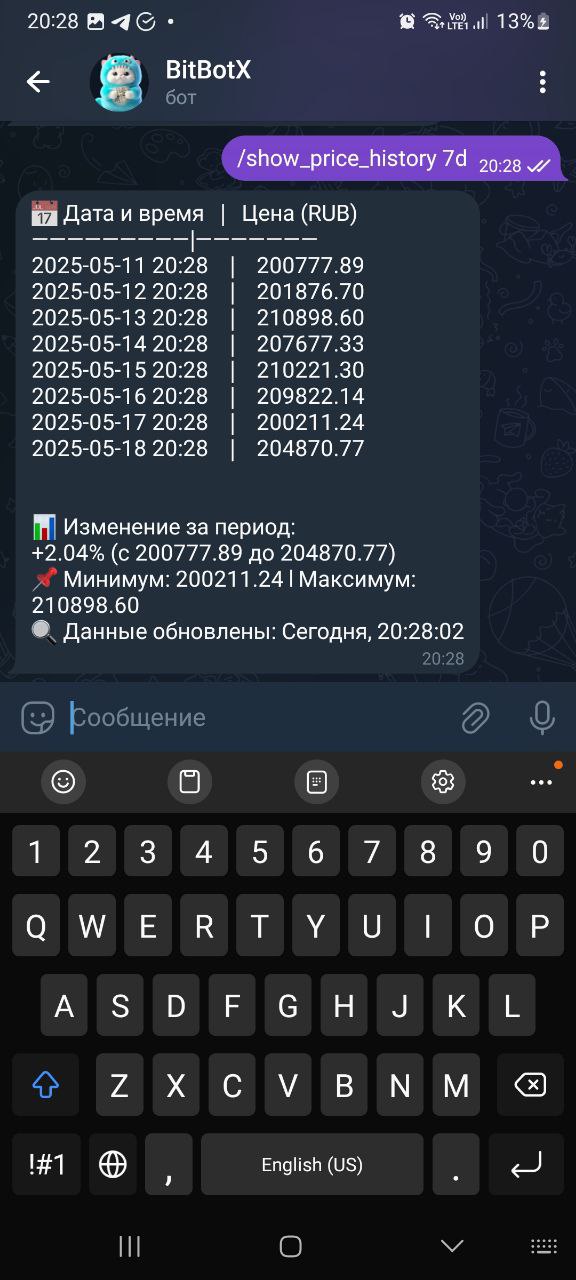 20:28
Vo)) LTE1 13%
BitBotX
бот
/show_price_history 7d 20:28
17 Дата и время | Цена (RUB)
—————————|———————
2025-05-11 20:28 | 200777.89
2025-05-12 20:28 | 201876.70
2025-05-13 20:28 | 210898.60
2025-05-14 20:28 | 207677.33
2025-05-15 20:28 | 210221.30
2025-05-16 20:28 | 209822.14
2025-05-17 20:28 | 200211.24
2025-05-18 20:28 | 204870.77
Изменение за период:
+2.04% (с 200777.89 до 204870.77)
Минимум: 200211.24 | Максимум:
210898.60
Данные обновлены: Сегодня, 20:28:02
20:28
Сообщение
1 2 3 4 5 6 7 8 9 0
Q W E R T Y U I O P
A S D F G H J K L
Z X C V B N M
!#1 , English (US) .